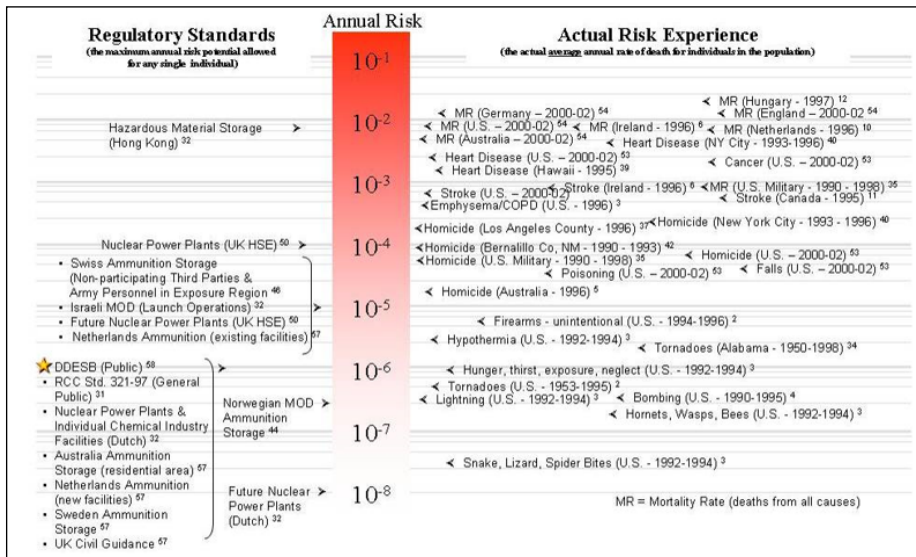 Regulatory Standards
(the maximum annual risk potential allowed
for any single individual)
Hazardous Material Storage
(Hong Kong) 32
Nuclear Power Plants (UK HSE) 50
• Swiss Ammunition Storage
(Non-participating Third Parties &
Army Personnel in Exposure Region 46
• Israeli MOD (Launch Operations) 32
• Future Nuclear Power Plants (UK HSE) 50
• Netherlands Ammunition (existing facilities) 57
DDESB (Public) 58
• RCC Std. 321-97 (General
Public) 31
• Nuclear Power Plants &
Individual Chemical Industry
Facilities (Dutch) 32
• Australia Ammunition
Storage (residential area) 57
• Netherlands Ammunition
(new facilities) 57
• Sweden Ammunition
Storage 57
• UK Civil Guidance 57
Norwegian MOD
Ammunition
Storage 44
Future Nuclear
Power Plants
(Dutch) 32
Annual Risk
10-1
10-2
10-3
10-4
10-5
10-6
10-7
10-8
Actual Risk Experience
(the actual average annual rate of death for individuals in the population)
MR (Hungary - 1997) 12
MR (Germany – 2000-02) 54
MR (England – 2000-02) 54
MR (U.S. – 2000-02) 54
MR (Ireland - 1996) 6
MR (Netherlands - 1996) 10
MR (Australia – 2000-02) 54
Heart Disease (NY City - 1993-1996) 40
Heart Disease (U.S. – 2000-02) 53
Cancer (U.S. – 2000-02) 53
Heart Disease (Hawaii - 1995) 39
Stroke (U.S. – 2000-02)
Stroke (Ireland - 1996) 6
MR (U.S. Military - 1990 - 1998) 35
Stroke (Canada - 1995) 11
Emphysema/COPD (U.S. - 1996) 3
Homicide (New York City - 1993 - 1996) 40
Homicide (Los Angeles County - 1996) 37
Homicide (Bernalillo Co, NM - 1990 - 1993) 42
Homicide (U.S. – 2000-02) 53
Homicide (U.S. Military - 1990 - 1998) 35
Poisoning (U.S. – 2000-02) 53
Falls (U.S. – 2000-02) 53
Homicide (Australia - 1996) 5
Firearms - unintentional (U.S. - 1994-1996) 2
Hypothermia (U.S. - 1992-1994) 3
Tornadoes (Alabama - 1950-1998) 34
Hunger, thirst, exposure, neglect (U.S. - 1992-1994) 3
Tornadoes (U.S. - 1953-1995) 2
Lightning (U.S. - 1992-1994) 3
Bombing (U.S. - 1990-1995) 4
Hornets, Wasps, Bees (U.S. - 1992-1994) 3
Snake, Lizard, Spider Bites (U.S. - 1992-1994) 3
MR = Mortality Rate (deaths from all causes)